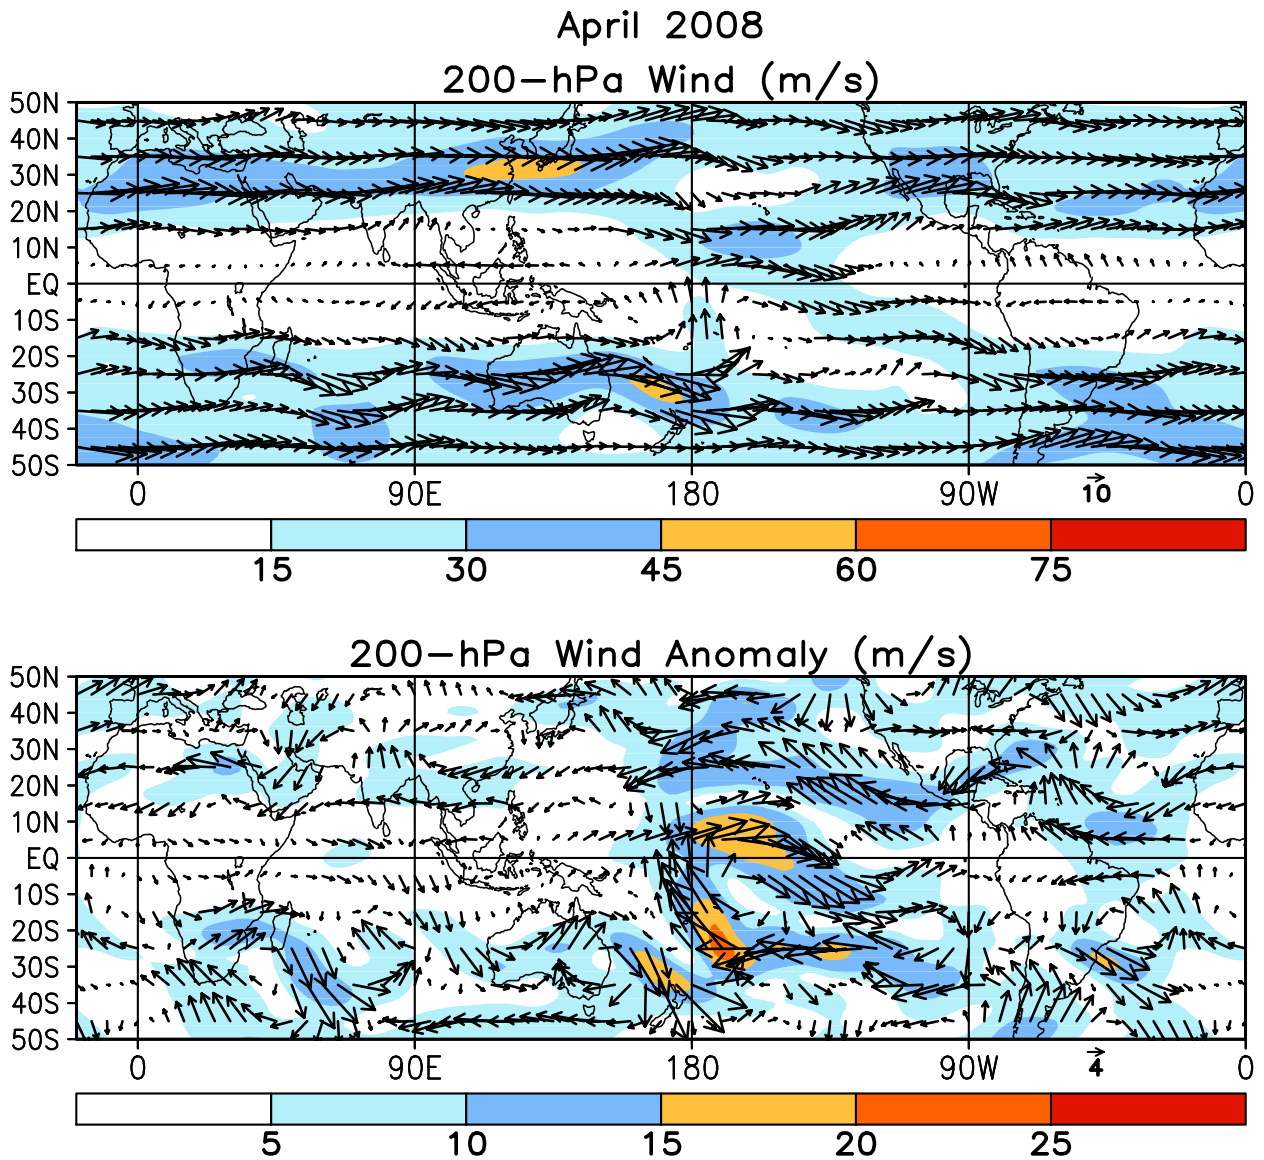 April 2008
200-hPa Wind (m/s)
50N
40N
30N
20N
10N
EQ
10S
20S
30S
40S
50S
0 90E 180 90W 10 0
15 30 45 60 75
200-hPa Wind Anomaly (m/s)
50N
40N
30N
20N
10N
EQ
10S
20S
30S
40S
50S
0 90E 180 90W 4 0
5 10 15 20 25